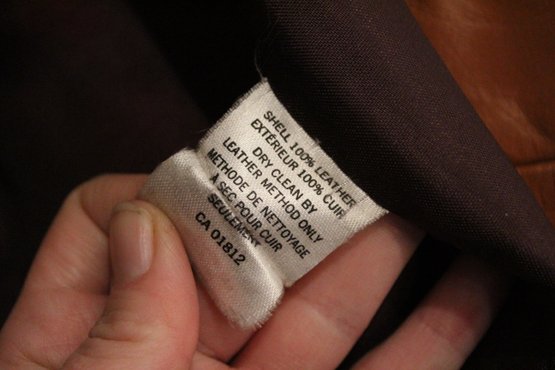 SHELL 100% LEATHER
EXTÉRIEUR 100% CUIR
DRY CLEAN BY
LEATHER METHOD ONLY
METHODE DE NETTOYAGE
À SEC POUR CUIR
SEULEMENT
CA 01812